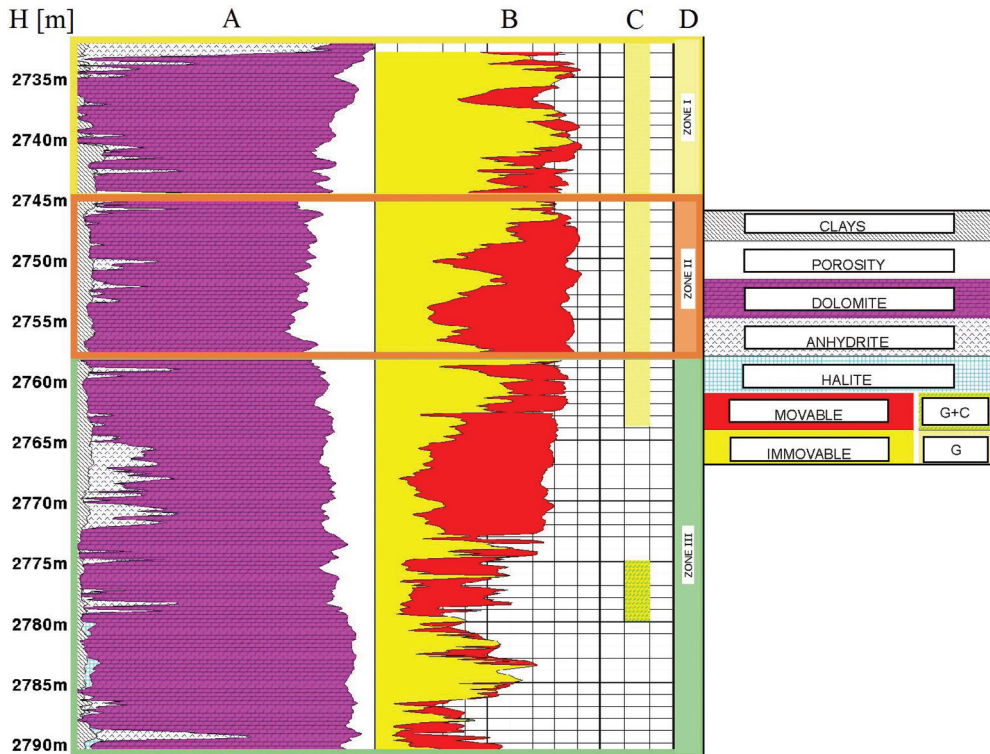 H [m] A B C D
2735m
2740m
2745m
2750m
2755m
2760m
2765m
2770m
2775m
2780m
2785m
2790m
ZONE I
ZONE II
ZONE III
CLAYS
POROSITY
DOLOMITE
ANHYDRITE
HALITE
MOVABLE G+C
IMMOVABLE G